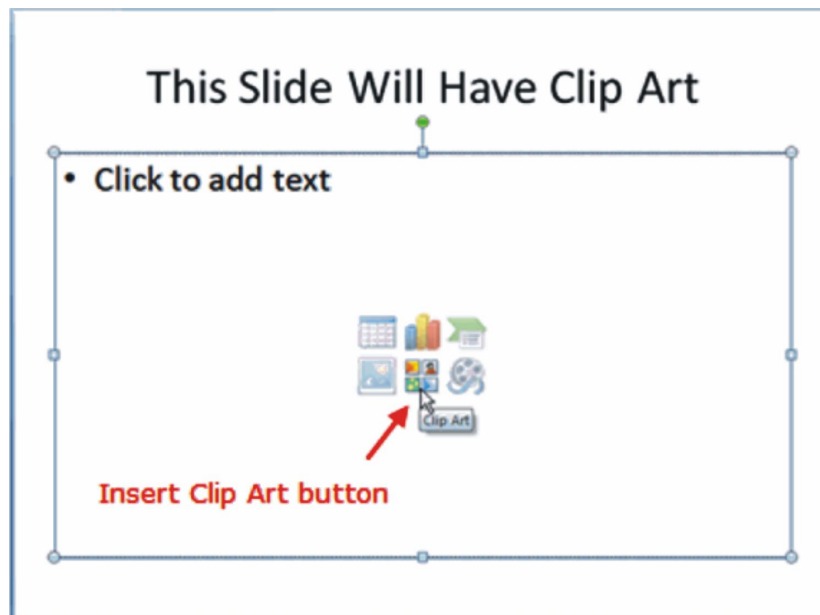 This Slide Will Have Clip Art
• Click to add text
Clip Art
Insert Clip Art button